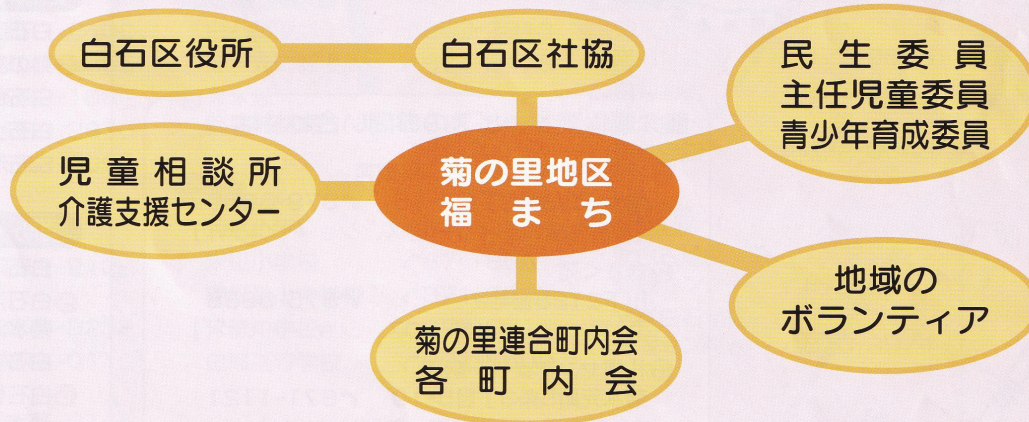 白石区役所
白石区社協
民生委員
主任児童委員
青少年育成委員
児童相談所
介護支援センター
菊の里地区
福まち
地域の
ボランティア
菊の里連合町内会
各町内会